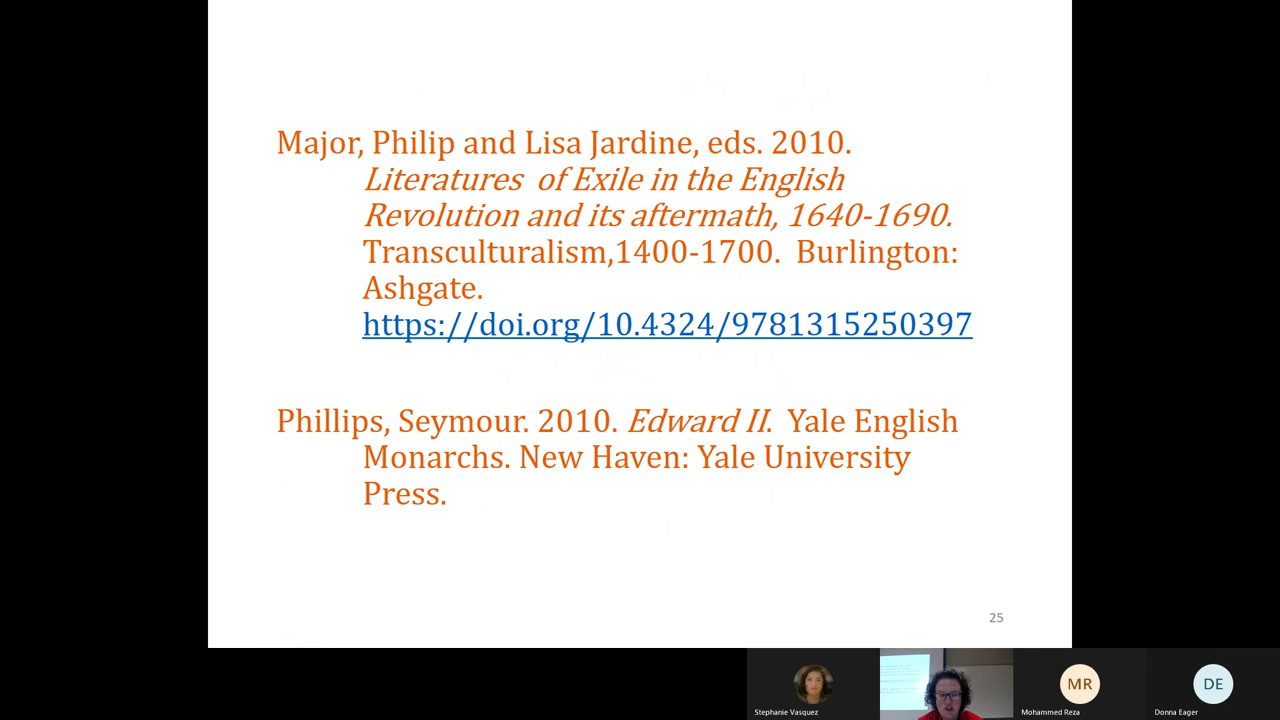 Major, Philip and Lisa Jardine, eds. 2010.
Literatures of Exile in the English
Revolution and its aftermath, 1640-1690.
Transculturalism,1400-1700. Burlington:
Ashgate.
https://doi.org/10.4324/9781315250397
Phillips, Seymour. 2010. Edward II. Yale English
Monarchs. New Haven: Yale University
Press.
25
MR
DE
Stephanie Vasquez
Mohammed Reza
Donna Eager